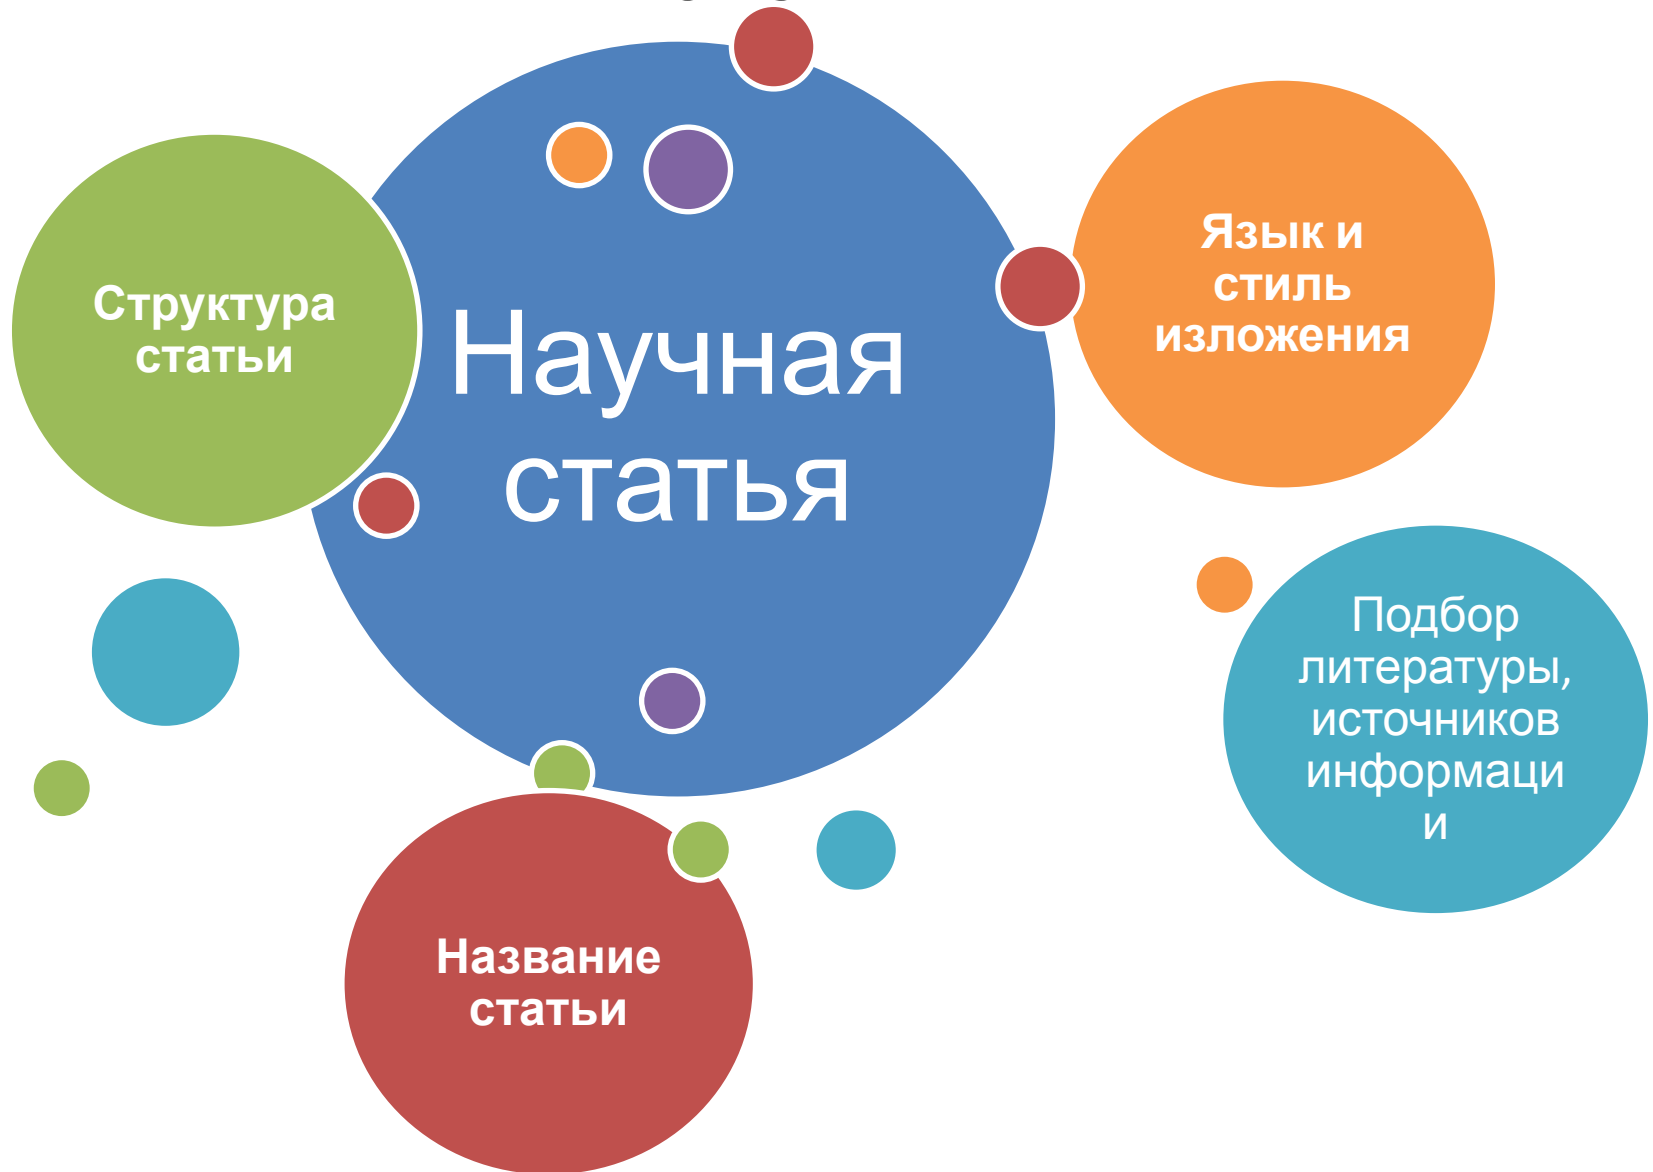 Научная
статья
Структура
статьи
Язык и
стиль
изложения
Подбор
литературы,
источников
информаци
и
Название
статьи